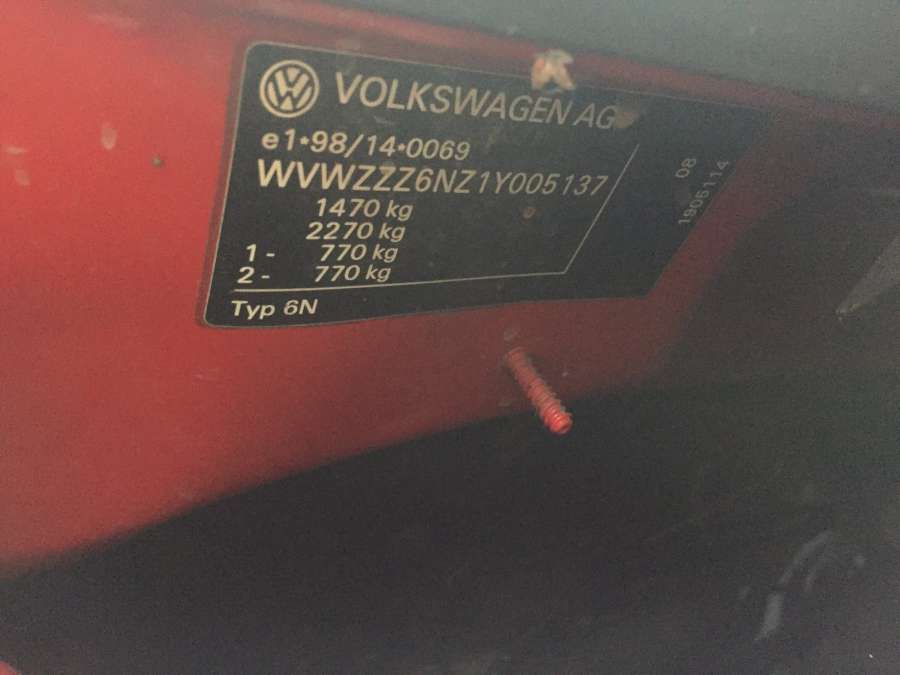 VOLKSWAGEN AG
e1*98/14*0069
WVWZZZ6NZ1Y005137
1470 kg
2270 kg
1- 770 kg
2- 770 kg
Typ 6N
08
1905114